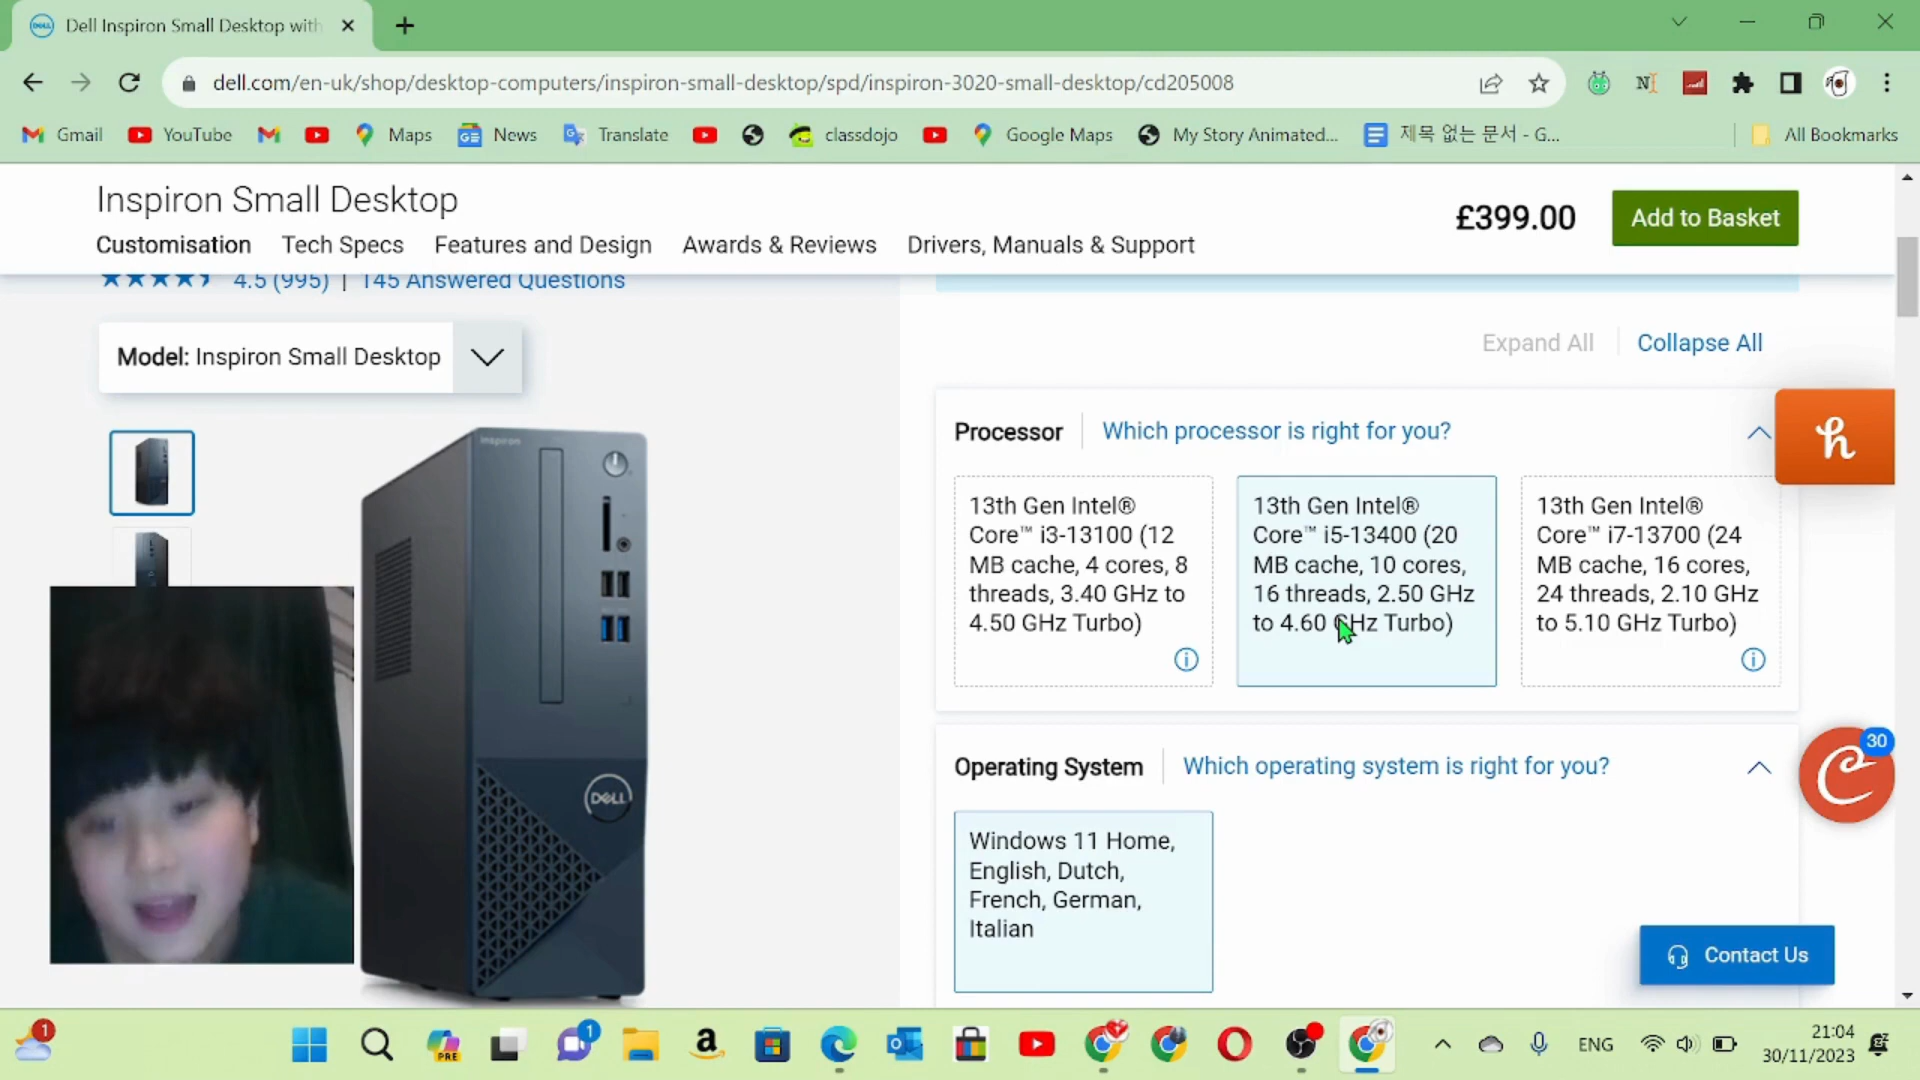 Dell Inspiron Small Desktop with
dell.com/en-uk/shop/desktop-computers/inspiron-small-desktop/spd/inspiron-3020-small-desktop/cd205008
Gmail YouTube Maps News Translate classdojo Google Maps My Story Animated... 제목 없는 문서 - G... All Bookmarks
Inspiron Small Desktop
£399.00
Add to Basket
Customisation Tech Specs Features and Design Awards & Reviews Drivers, Manuals & Support
4.5 (995) | 145 Answered Questions
Model: Inspiron Small Desktop
Expand All Collapse All
Processor Which processor is right for you?
13th Gen Intel®
Core™ i3-13100 (12
MB cache, 4 cores, 8
threads, 3.40 GHz to
4.50 GHz Turbo)
13th Gen Intel®
Core™ i5-13400 (20
MB cache, 10 cores,
16 threads, 2.50 GHz
to 4.60 GHz Turbo)
13th Gen Intel®
Core™ i7-13700 (24
MB cache, 16 cores,
24 threads, 2.10 GHz
to 5.10 GHz Turbo)
Inspiron
DELL
30
Operating System Which operating system is right for you?
Windows 11 Home,
English, Dutch,
French, German,
Italian
Contact Us
1
PRE
1
ENG
21:04
30/11/2023